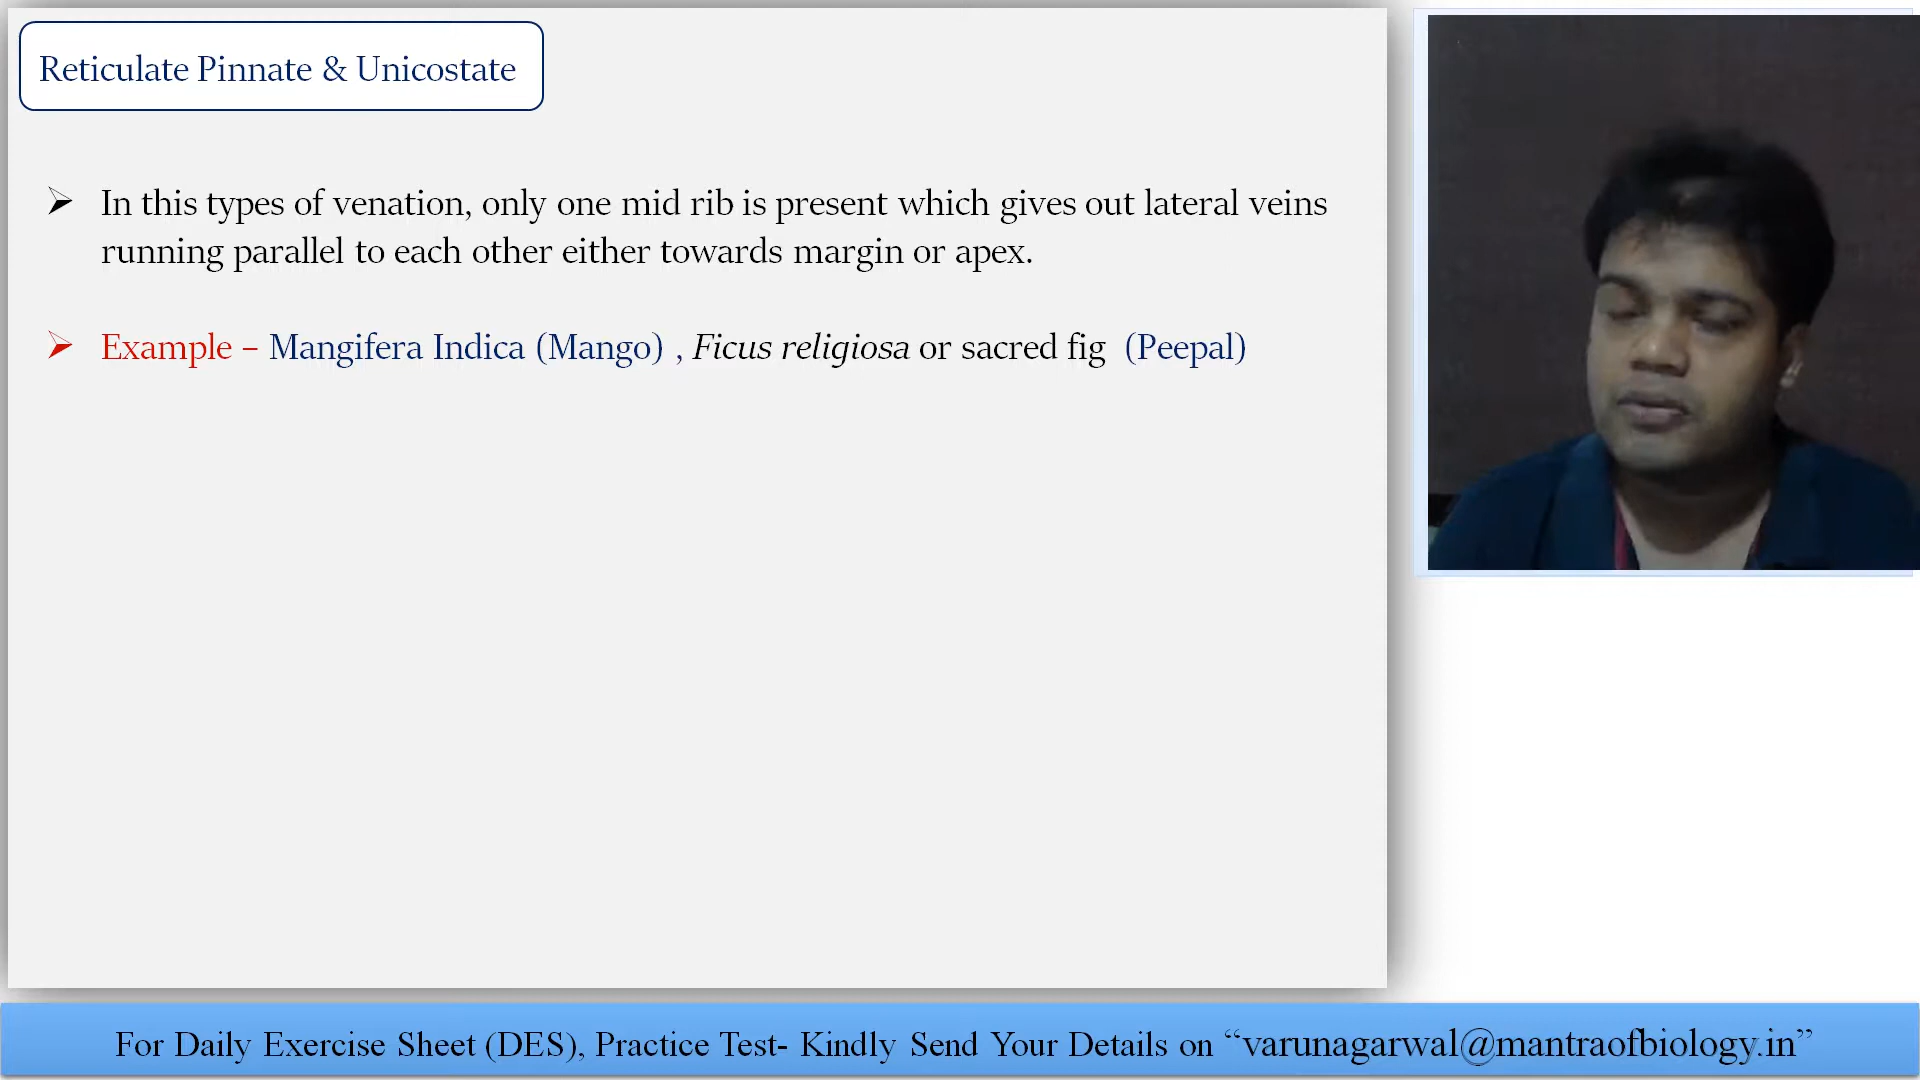 Reticulate Pinnate & Unicostate
In this types of venation, only one mid rib is present which gives out lateral veins
running parallel to each other either towards margin or apex.
Example – Mangifera Indica (Mango) , Ficus religiosa or sacred fig (Peepal)
For Daily Exercise Sheet (DES), Practice Test- Kindly Send Your Details on “varunagarwal@mantraofbiology.in”